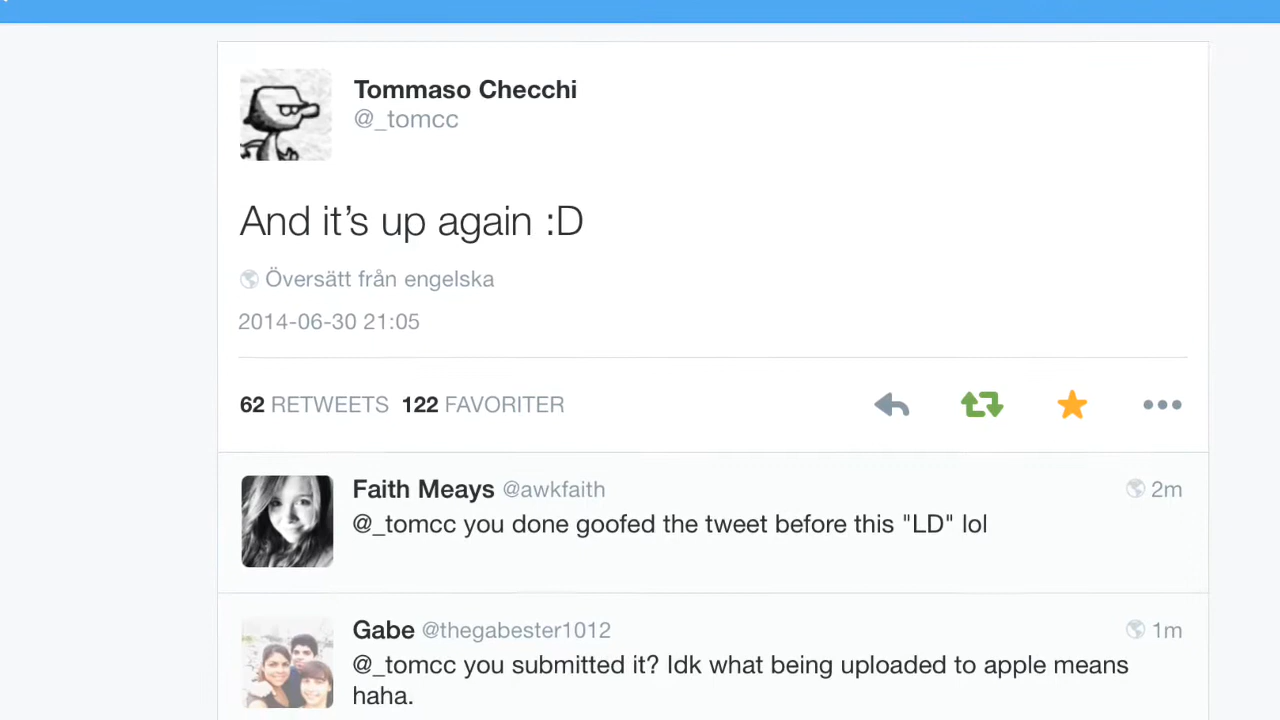 Tommaso Checchi
@_tomcc
And it’s up again :D
Översätt från engelska
2014-06-30 21:05
62 RETWEETS 122 FAVORITER
Faith Meays @awkfaith 2m
@_tomcc you done goofed the tweet before this "LD" lol
Gabe @thegabester1012 1m
@_tomcc you submitted it? Idk what being uploaded to apple means
haha.